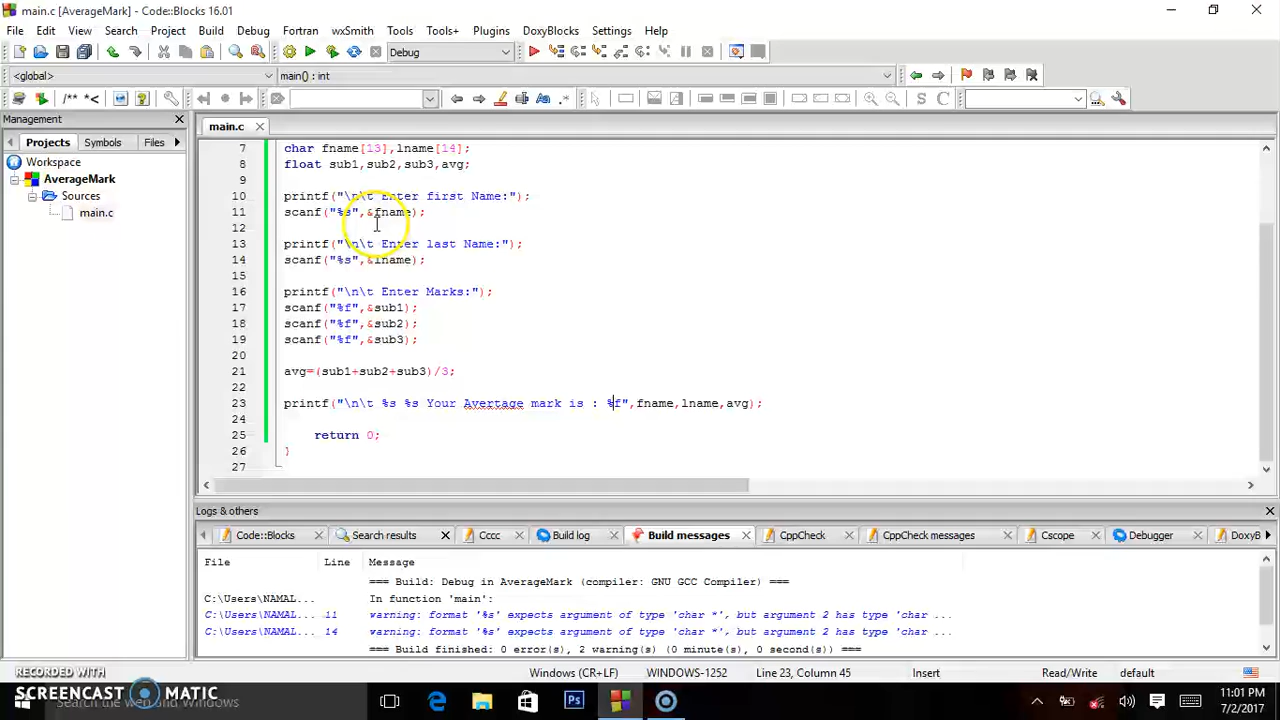 main.c [AverageMark] - Code::Blocks 16.01
File Edit View Search Project Build Debug Fortran wxSmith Tools Tools+ Plugins DoxyBlocks Settings Help
Debug
<global>
main() : int
/** *<
S C
Management
Projects Symbols Files
Workspace
AverageMark
Sources
main.c
main.c
7 char fname[13],lname[14];
8 float sub1,sub2,sub3,avg;
9
10 printf("\n\t Enter first Name:");
11 scanf("%s",&fname);
12
13 printf("\n\t Enter last Name:");
14 scanf("%s",&lname);
15
16 printf("\n\t Enter Marks:");
17 scanf("%f",&sub1);
18 scanf("%f",&sub2);
19 scanf("%f",&sub3);
20
21 avg=(sub1+sub2+sub3)/3;
22
23 printf("\n\t %s %s Your Avertage mark is : %f",fname,lname,avg);
24
25 return 0;
26 }
27
Logs & others
Code::Blocks Search results Cccc Build log Build messages CppCheck CppCheck messages Cscope Debugger DoxyB
File Line Message
=== Build: Debug in AverageMark (compiler: GNU GCC Compiler) ===
C:\Users\NAMAL... In function 'main':
C:\Users\NAMAL... 11 warning: format '%s' expects argument of type 'char *', but argument 2 has type 'char ...
C:\Users\NAMAL... 14 warning: format '%s' expects argument of type 'char *', but argument 2 has type 'char ...
=== Build finished: 0 error(s), 2 warning(s) (0 minute(s), 0 second(s)) ===
Windows (CR+LF) WINDOWS-1252 Line 23, Column 45 Insert Read/Write default
RECORDED WITH
SCREENCAST MATIC
Search the web and Windows
Ps
11:01 PM
7/2/2017